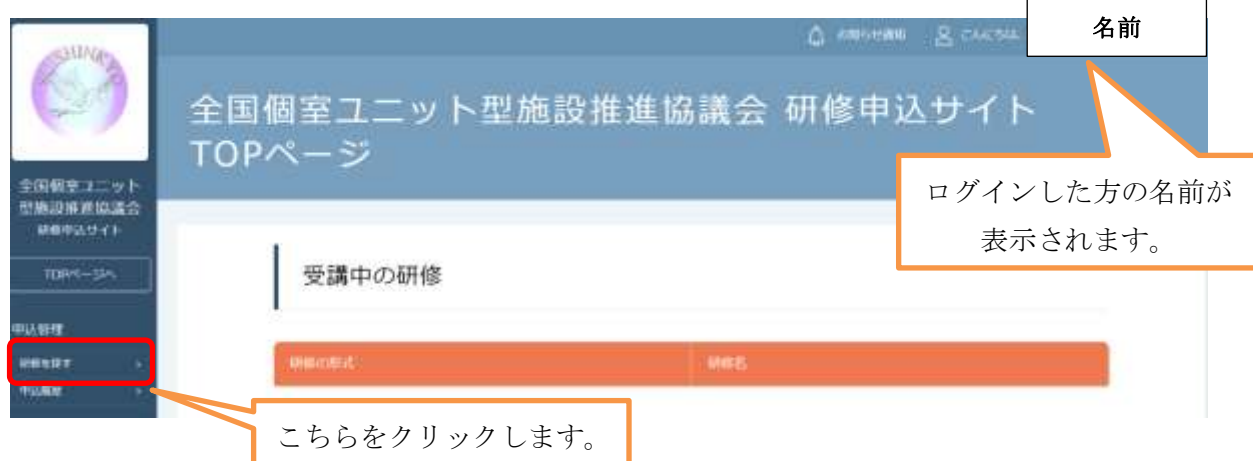 SHINKYO
お知らせ通知
こんにちは
名前
全国個室ユニット型施設推進協議会 研修申込サイト
TOPページ
ログインした方の名前が
表示されます。
全国個室ユニット
型施設推進協議会
研修申込サイト
TOPページへ
受講中の研修
申込管理
研修を探す
研修の形式
研修名
申込履歴
こちらをクリックします。